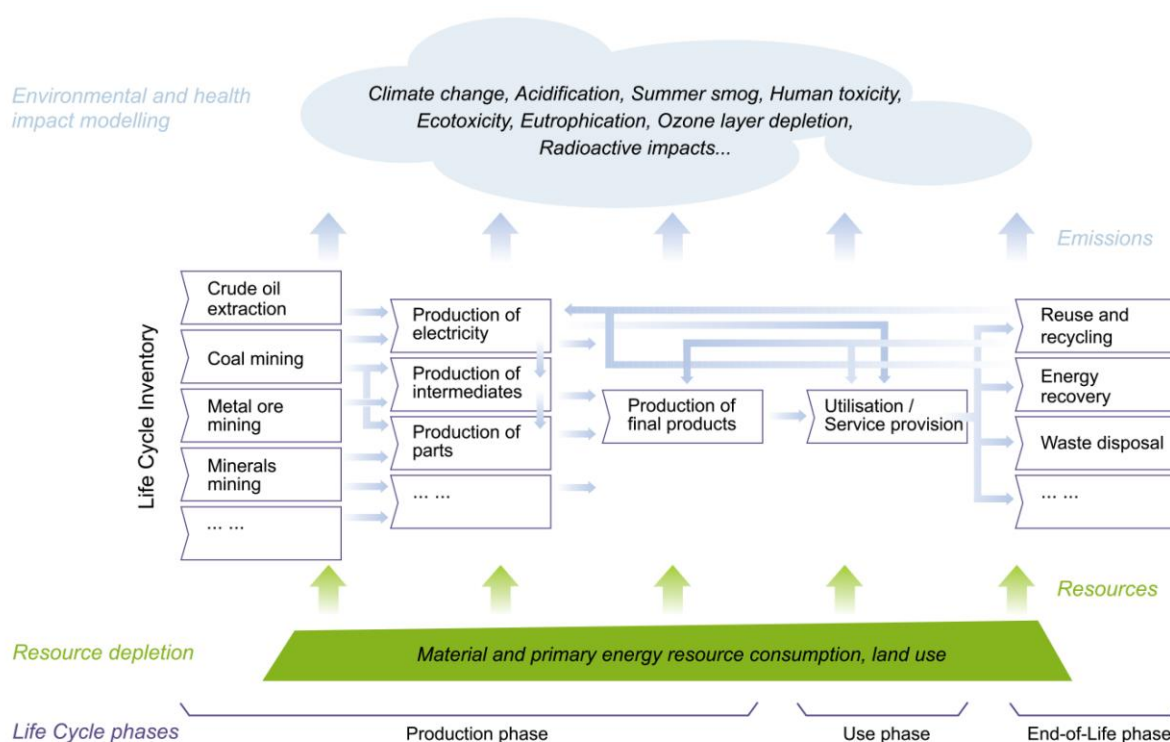 Environmental and health
impact modelling
Climate change, Acidification, Summer smog, Human toxicity,
Ecotoxicity, Eutrophication, Ozone layer depletion,
Radioactive impacts...
Emissions
Life Cycle Inventory
Crude oil
extraction
Coal mining
Metal ore
mining
Minerals
mining
... ...
Production of
electricity
Production of
intermediates
Production of
parts
... ...
Production of
final products
Utilisation /
Service provision
Reuse and
recycling
Energy
recovery
Waste disposal
... ...
Resources
Resource depletion
Material and primary energy resource consumption, land use
Life Cycle phases
Production phase
Use phase
End-of-Life phase